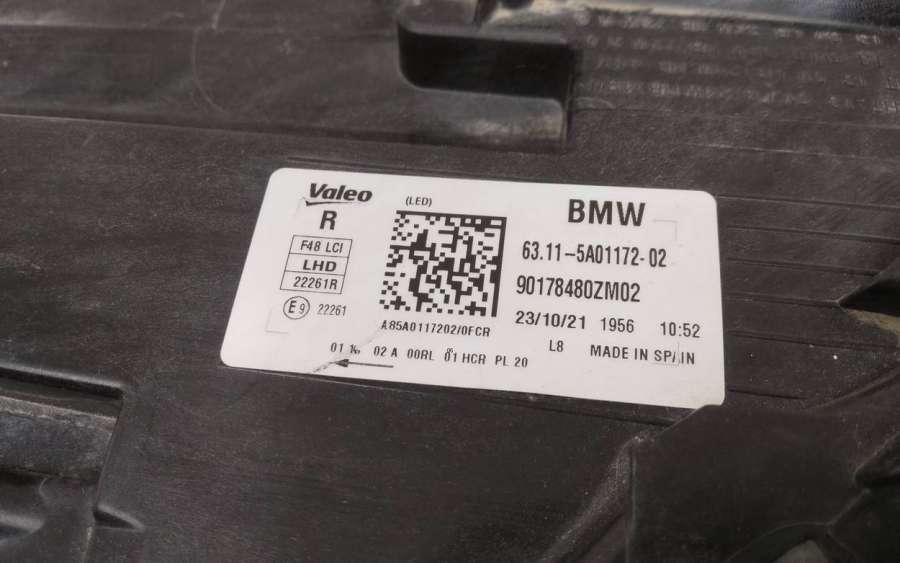 Valeo
(LED)
BMW
R
F48 LCI
LHD
22261R
E9 22261
63.11-5A01172-02
90178480ZM02
A85A0117202/0FCR
23/10/21 1956 10:52
L8 MADE IN SPAIN
01 02 A 00RL 01 HCR PL 20